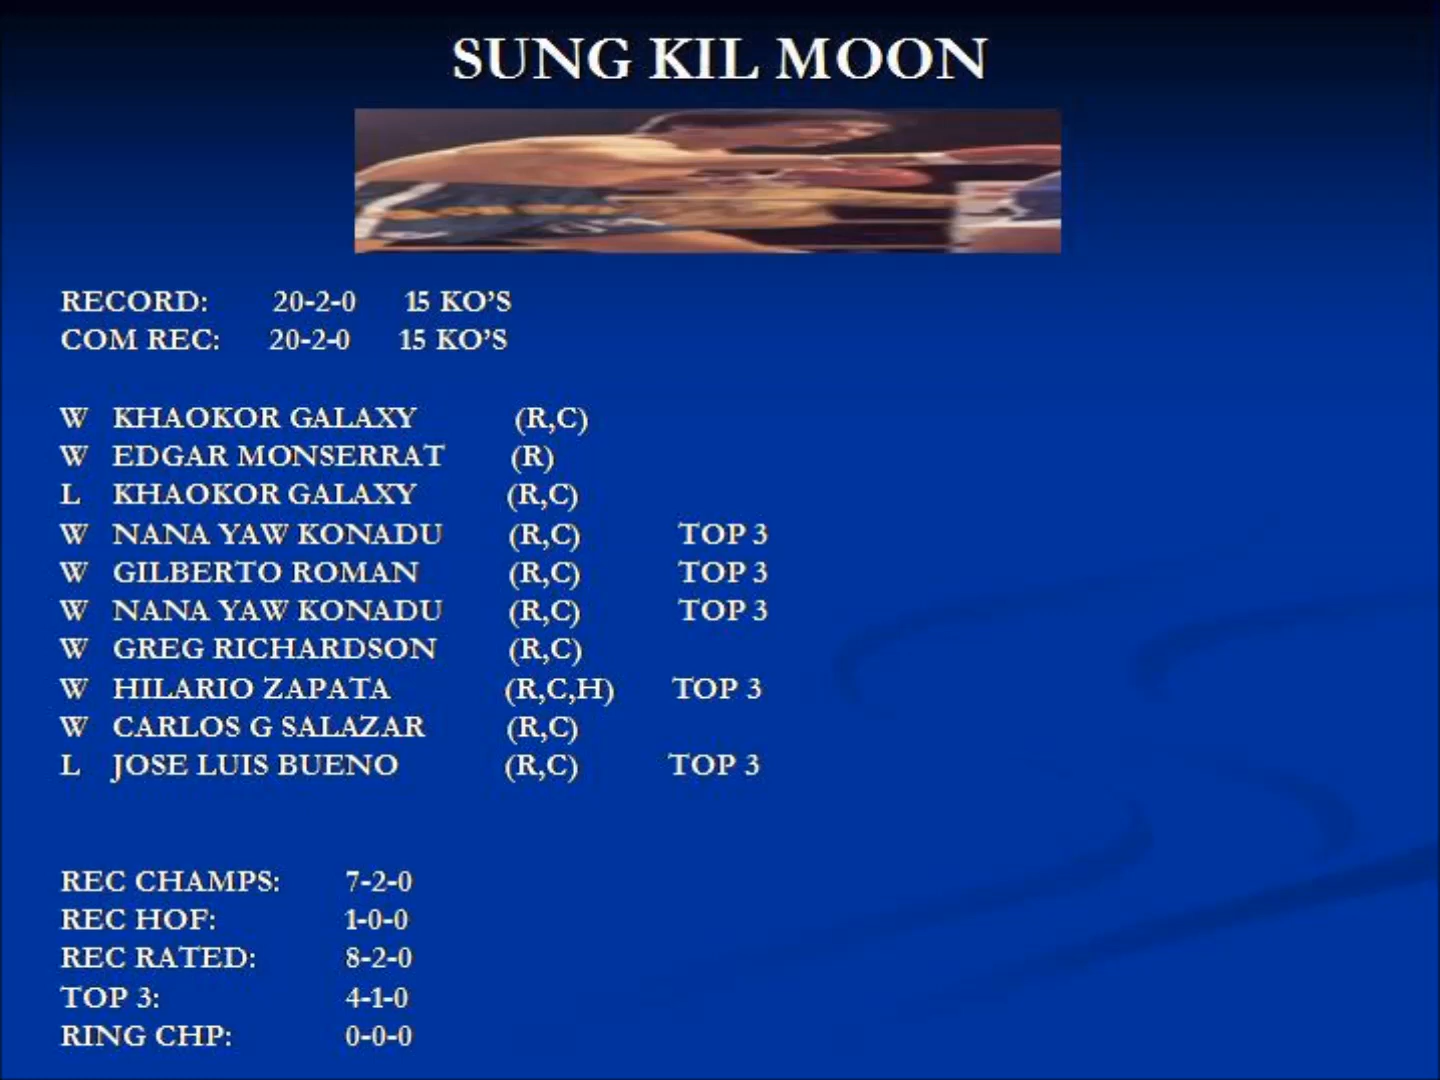 SUNG KIL MOON
RECORD: 20-2-0 15 KO'S
COM REC: 20-2-0 15 KO'S
W KHAOKOR GALAXY (R,C)
W EDGAR MONSERRAT (R)
L KHAOKOR GALAXY (R,C)
W NANA YAW KONADU (R,C) TOP 3
W GILBERTO ROMAN (R,C) TOP 3
W NANA YAW KONADU (R,C) TOP 3
W GREG RICHARDSON (R,C)
W HILARIO ZAPATA (R,C,H) TOP 3
W CARLOS G SALAZAR (R,C)
L JOSE LUIS BUENO (R,C) TOP 3
REC CHAMPS: 7-2-0
REC HOF: 1-0-0
REC RATED: 8-2-0
TOP 3: 4-1-0
RING CHP: 0-0-0